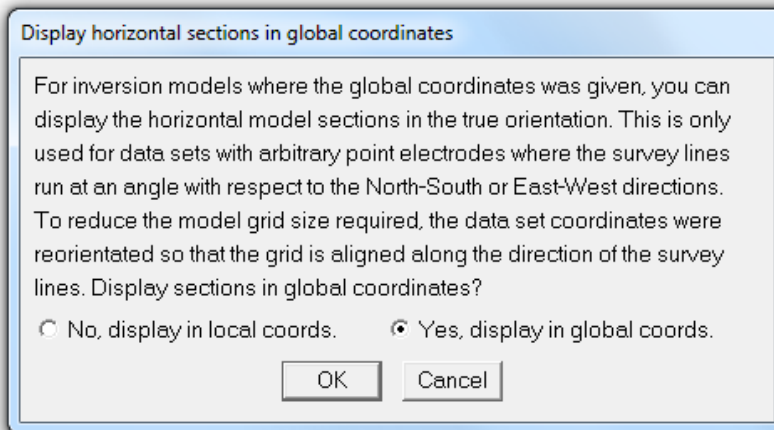 Display horizontal sections in global coordinates
For inversion models where the global coordinates was given, you can
display the horizontal model sections in the true orientation. This is only
used for data sets with arbitrary point electrodes where the survey lines
run at an angle with respect to the North-South or East-West directions.
To reduce the model grid size required, the data set coordinates were
reorientated so that the grid is aligned along the direction of the survey
lines. Display sections in global coordinates?
No, display in local coords. Yes, display in global coords.
OK Cancel